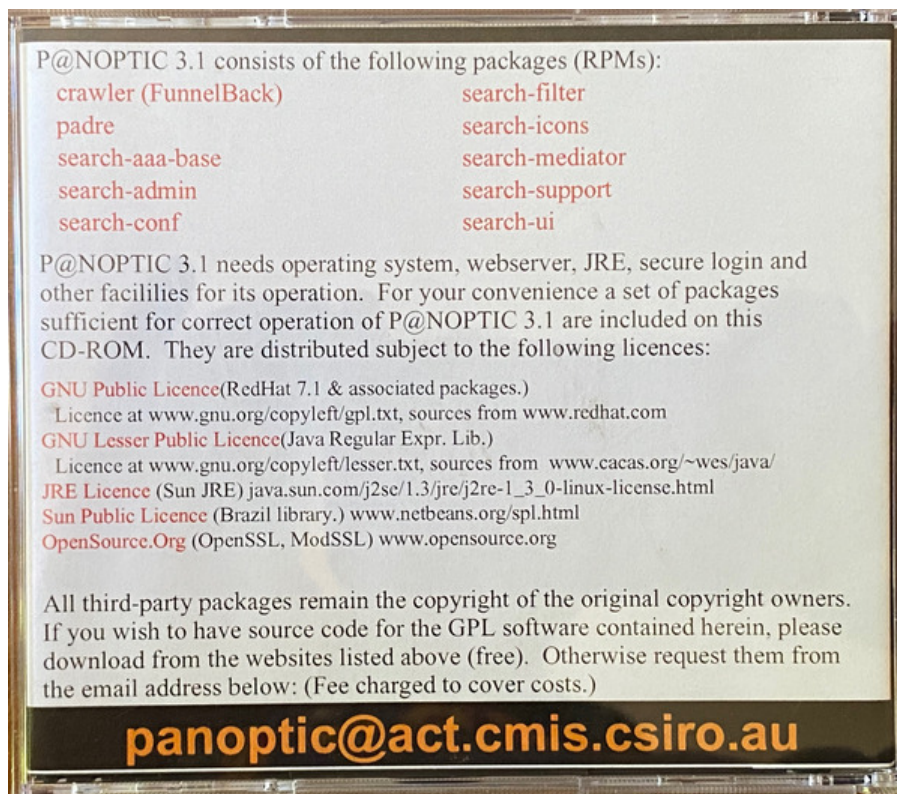 P@NOPTIC 3.1 consists of the following packages (RPMs):
crawler (FunnelBack)
padre
search-aaa-base
search-admin
search-conf
search-filter
search-icons
search-mediator
search-support
search-ui
P@NOPTIC 3.1 needs operating system, webserver, JRE, secure login and
other facililies for its operation. For your convenience a set of packages
sufficient for correct operation of P@NOPTIC 3.1 are included on this
CD-ROM. They are distributed subject to the following licences:
GNU Public Licence(RedHat 7.1 & associated packages.)
Licence at www.gnu.org/copyleft/gpl.txt, sources from www.redhat.com
GNU Lesser Public Licence(Java Regular Expr. Lib.)
Licence at www.gnu.org/copyleft/lesser.txt, sources from www.cacas.org/~wes/java/
JRE Licence (Sun JRE) java.sun.com/j2se/1.3/jre/j2re-1_3_0-linux-license.html
Sun Public Licence (Brazil library.) www.netbeans.org/spl.html
OpenSource.Org (OpenSSL, ModSSL) www.opensource.org
All third-party packages remain the copyright of the original copyright owners.
If you wish to have source code for the GPL software contained herein, please
download from the websites listed above (free). Otherwise request them from
the email address below: (Fee charged to cover costs.)
panoptic@act.cmis.csiro.au